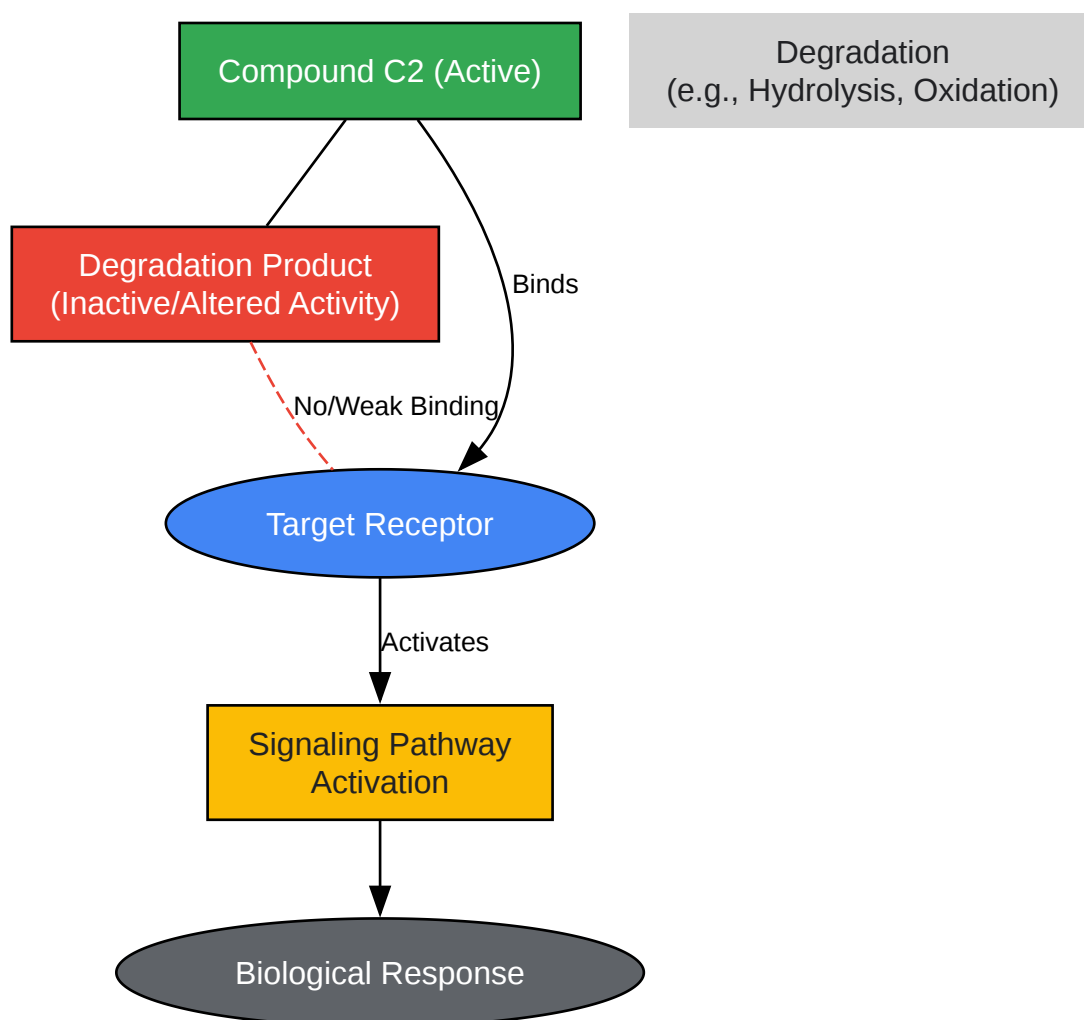 Compound C2 (Active)
Degradation
(e.g., Hydrolysis, Oxidation)
Degradation Product
(Inactive/Altered Activity)
Binds
No/Weak Binding
Target Receptor
Activates
Signaling Pathway
Activation
Biological Response